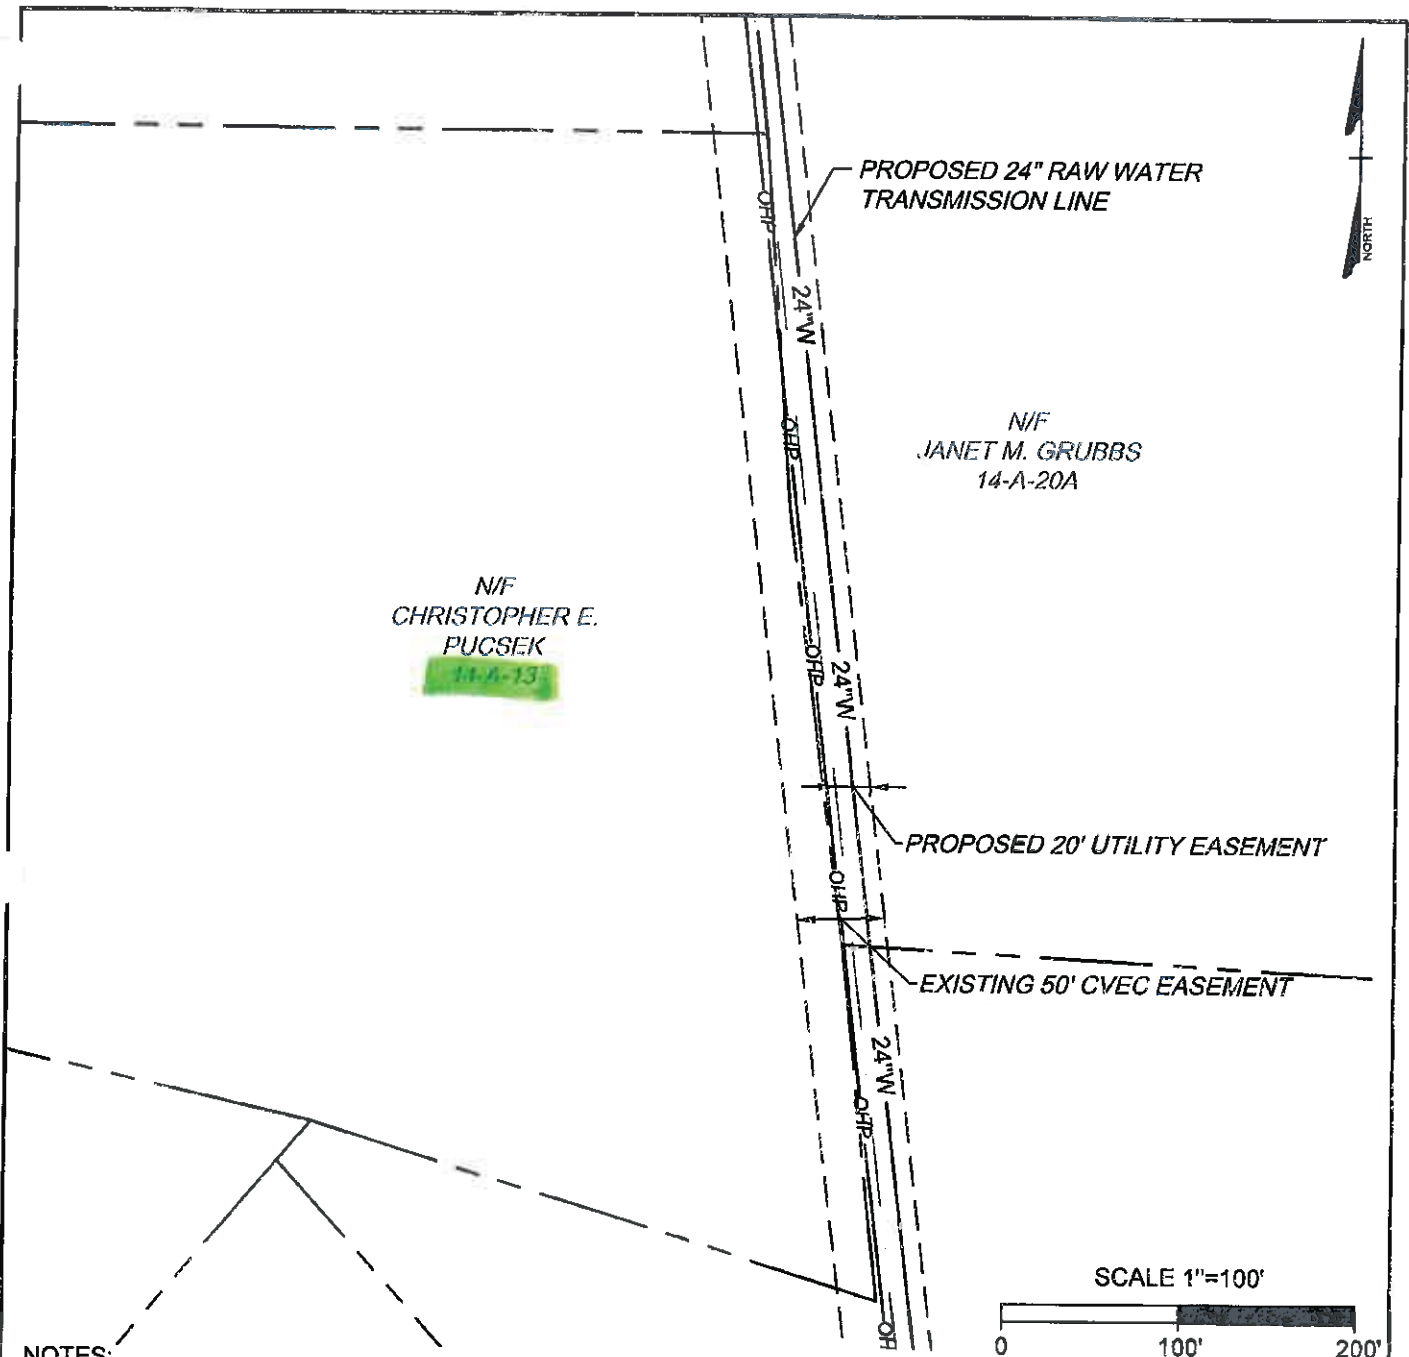 PROPOSED 24" RAW WATER
TRANSMISSION LINE
NORTH
OHP
24"W
OHP
N/F
JANET M. GRUBBS
14-A-20A
N/F
CHRISTOPHER E.
PUCSEK
14-A-13
OHP
24"W
PROPOSED 20' UTILITY EASEMENT
OHP
EXISTING 50' CVEC EASEMENT
24"W
OHP
SCALE 1"=100'
OH
0 100' 200'
NOTES: